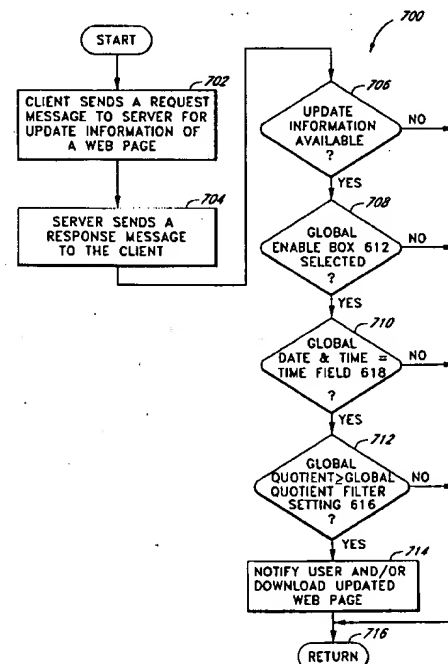 700
START
702
CLIENT SENDS A REQUEST
MESSAGE TO SERVER FOR
UPDATE INFORMATION OF
A WEB PAGE
704
SERVER SENDS A
RESPONSE MESSAGE
TO THE CLIENT
706
UPDATE
INFORMATION
AVAILABLE
?
NO
YES
708
GLOBAL
ENABLE BOX 612
SELECTED
?
NO
YES
710
GLOBAL
DATE & TIME =
TIME FIELD 618
?
NO
YES
712
GLOBAL
QUOTIENT≥GLOBAL
QUOTIENT FILTER
SETTING 616
?
NO
YES
714
NOTIFY USER AND/OR
DOWNLOAD UPDATED
WEB PAGE
716
RETURN